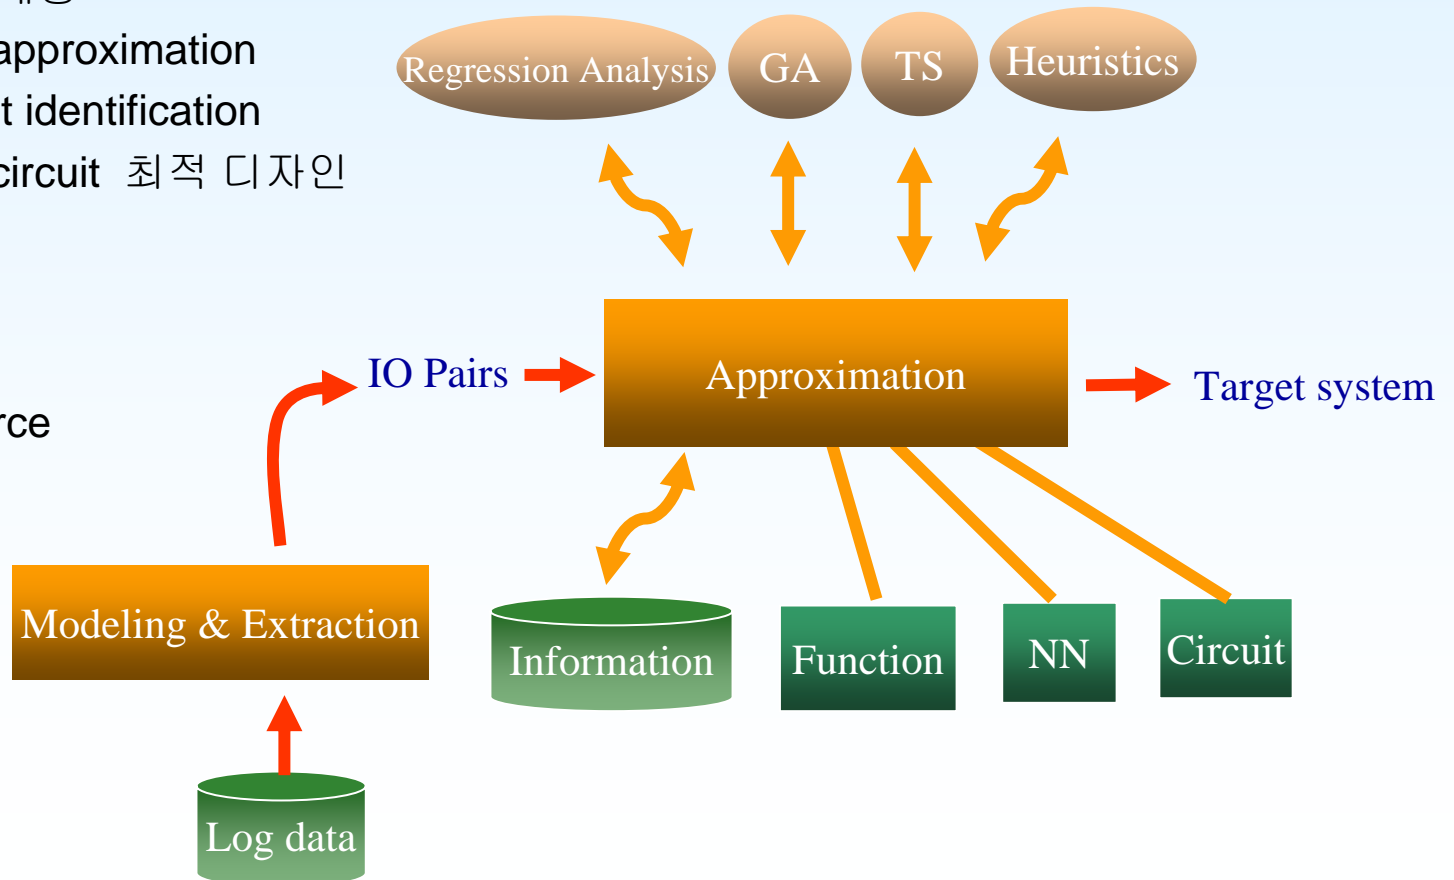 approximation
t identification
circuit 최적 디자인
rce
Regression Analysis
GA
TS
Heuristics
IO Pairs
Approximation
Target system
Modeling & Extraction
Information
Function
NN
Circuit
Log data